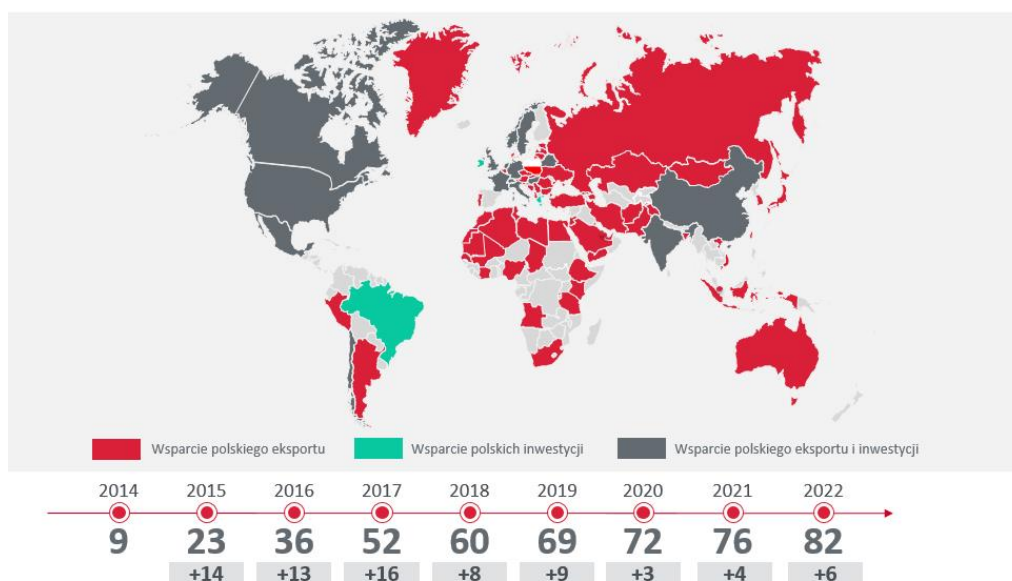 Wsparcie polskiego eksportu
Wsparcie polskich inwestycji
Wsparcie polskiego eksportu i inwestycji
2014 2015 2016 2017 2018 2019 2020 2021 2022
9 23 36 52 60 69 72 76 82
+14 +13 +16 +8 +9 +3 +4 +6